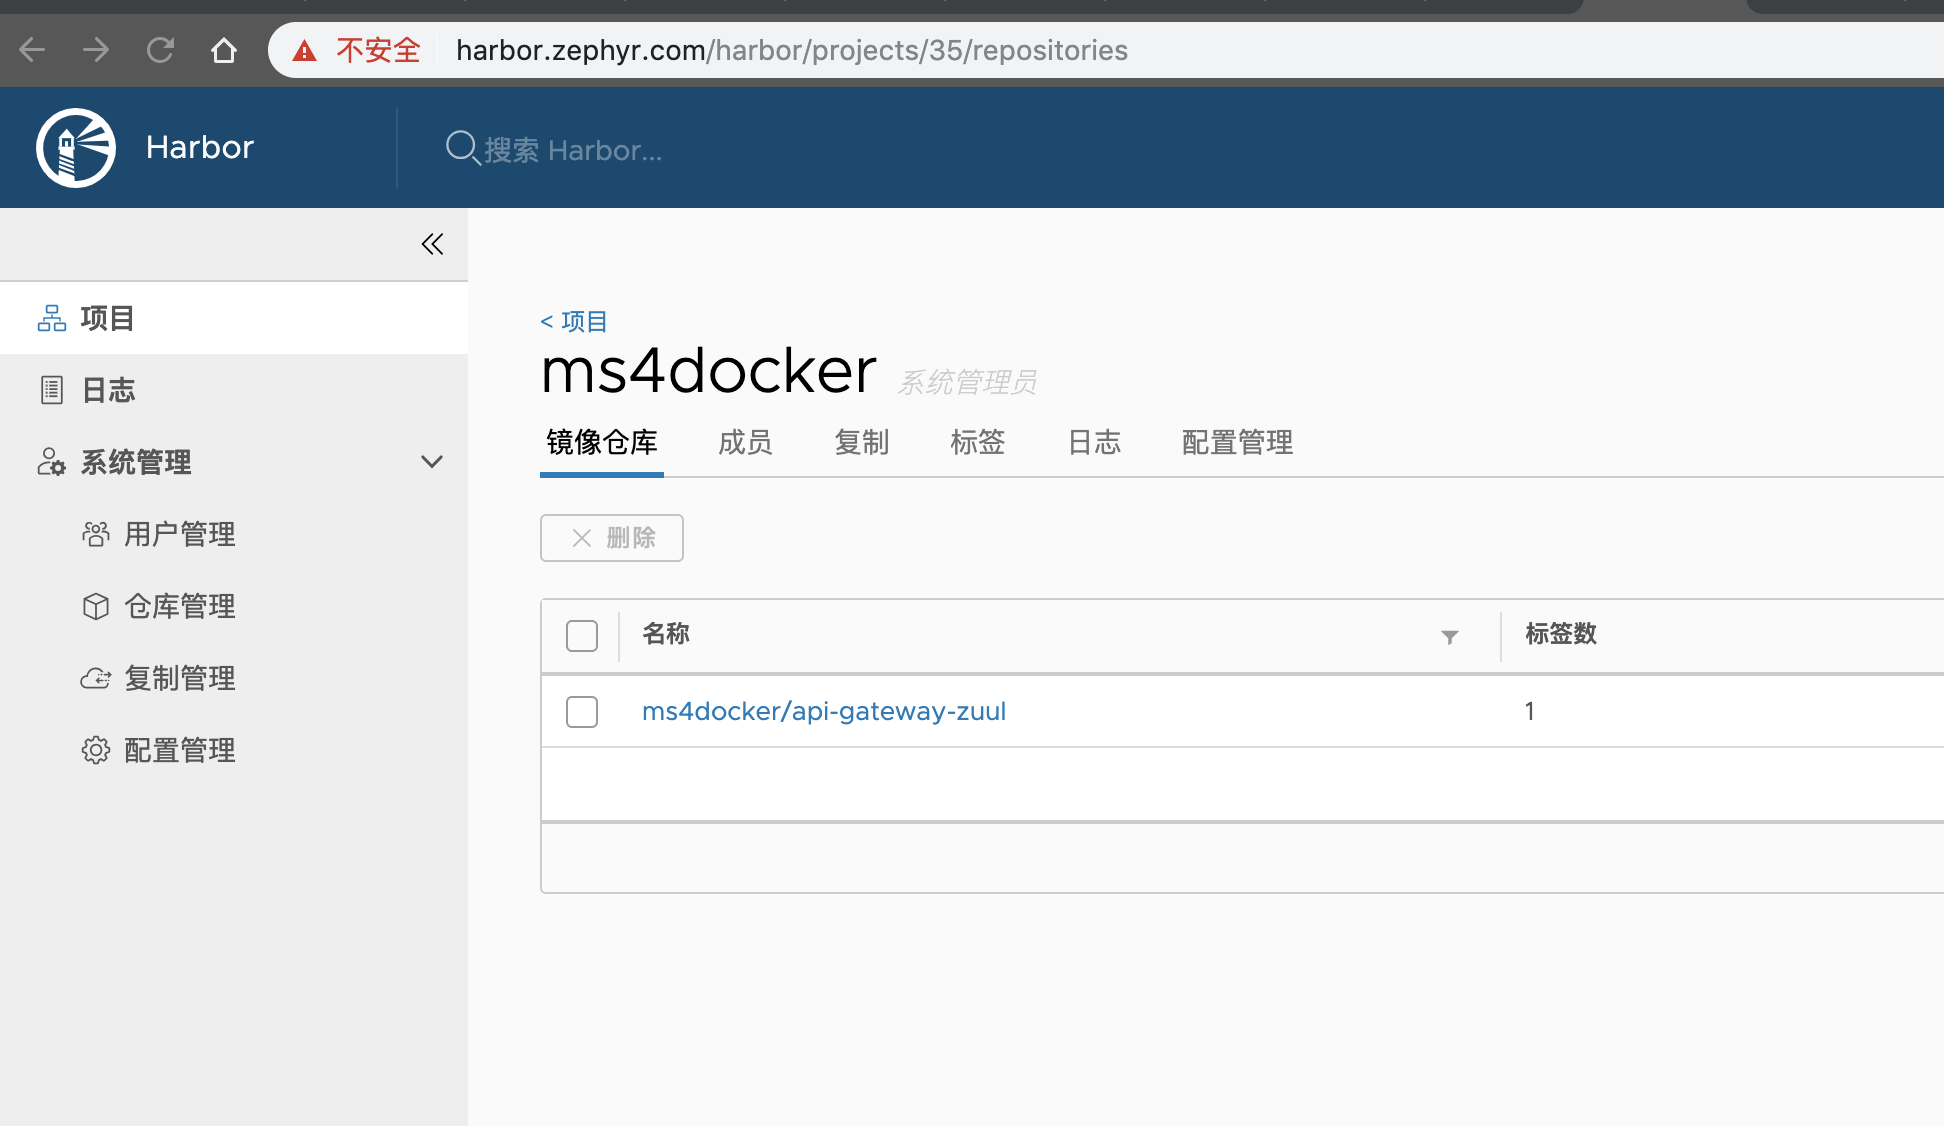 不安全 harbor.zephyr.com/harbor/projects/35/repositories
Harbor
搜索 Harbor...
项目
日志
系统管理
用户管理
仓库管理
复制管理
配置管理
< 项目
ms4docker 系统管理员
镜像仓库 成员 复制 标签 日志 配置管理
删除
名称 标签数
ms4docker/api-gateway-zuul 1